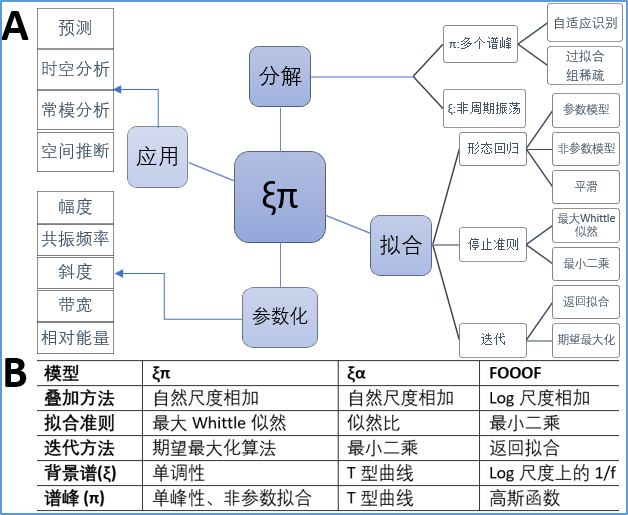 A
预测
时空分析
常模分析
空间推断
应用
幅度
共振频率
斜度
带宽
相对能量
参数化
ξπ
分解
π:多个谱峰
自适应识别
过拟合
组稀疏
ξ:非周期振荡
拟合
形态回归
参数模型
非参数模型
平滑
停止准则
最大Whittle
似然
最小二乘
迭代
返回拟合
期望最大化
B
模型 ξπ ξα FOOOF
叠加方法 自然尺度相加 自然尺度相加 Log 尺度相加
拟合准则 最大 Whittle 似然 似然比 最小二乘
迭代方法 期望最大化算法 最小二乘 返回拟合
背景谱(ξ) 单调性 T 型曲线 Log 尺度上的 1/f
谱峰 (π) 单峰性、非参数拟合 T 型曲线 高斯函数